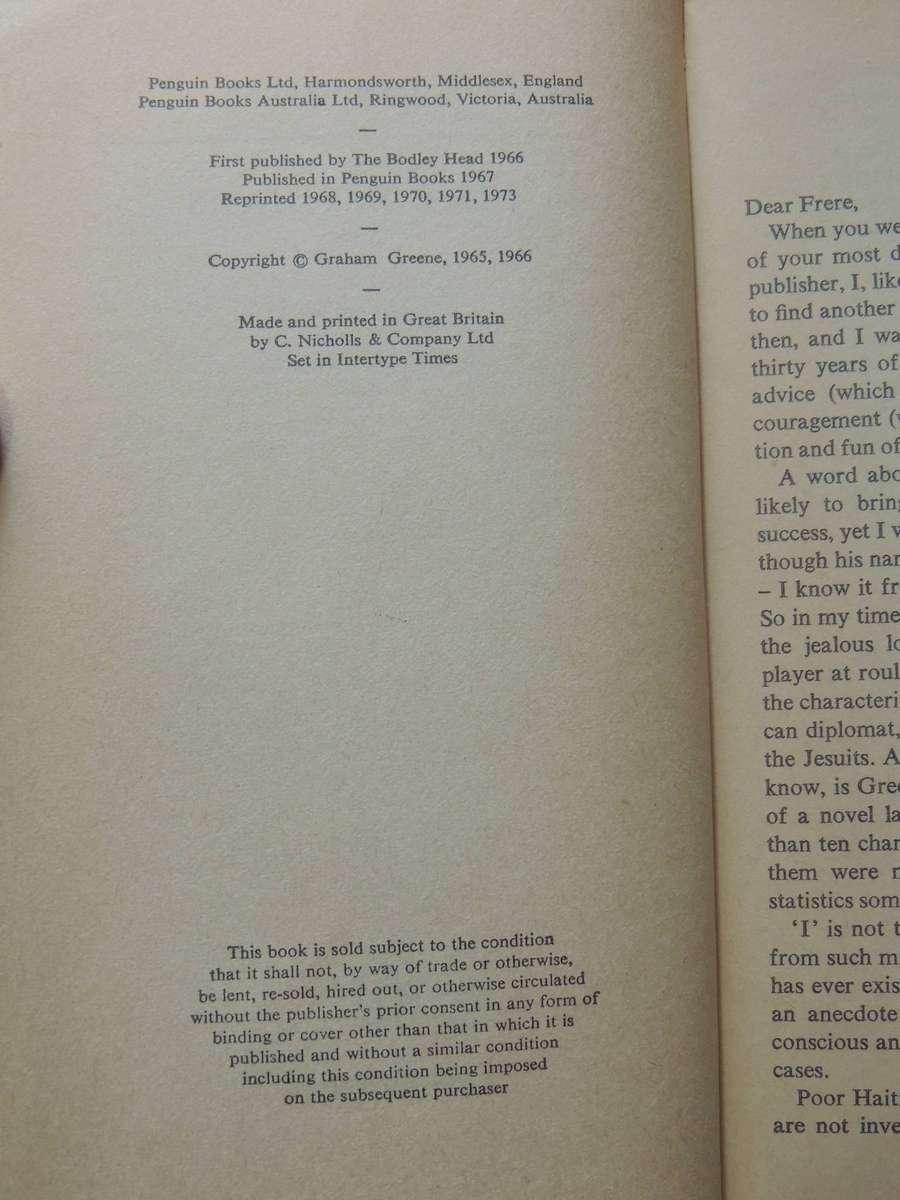 Penguin Books Ltd, Harmondsworth, Middlesex, England
Penguin Books Australia Ltd, Ringwood, Victoria, Australia
—
First published by The Bodley Head 1966
Published in Penguin Books 1967
Reprinted 1968, 1969, 1970, 1971, 1973
—
Copyright © Graham Greene, 1965, 1966
—
Made and printed in Great Britain
by C. Nicholls & Company Ltd
Set in Intertype Times
This book is sold subject to the condition
that it shall not, by way of trade or otherwise,
be lent, re-sold, hired out, or otherwise circulated
without the publisher's prior consent in any form of
binding or cover other than that in which it is
published and without a similar condition
including this condition being imposed
on the subsequent purchaser
Dear Frere,
When you
of your most
publisher, I,
to find another
then, and I
thirty years of
advice (which
couragement
tion and fun of
A word
likely to
success, yet I
though his
– I know it
So in my time
the jealous
player at
the
can diplomat,
the Jesuits.
know, is
of a novel
than ten
them were
statistics
'I' is not
from such
has ever
an anecdote
conscious
cases.
Poor
are not